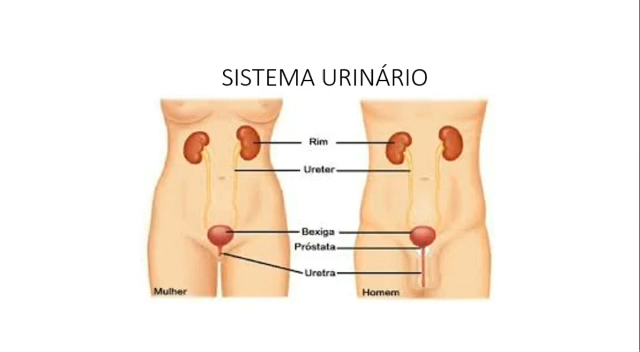 SISTEMA URINÁRIO
Rim
Ureter
Bexiga
Próstata
Uretra
Mulher
Homem